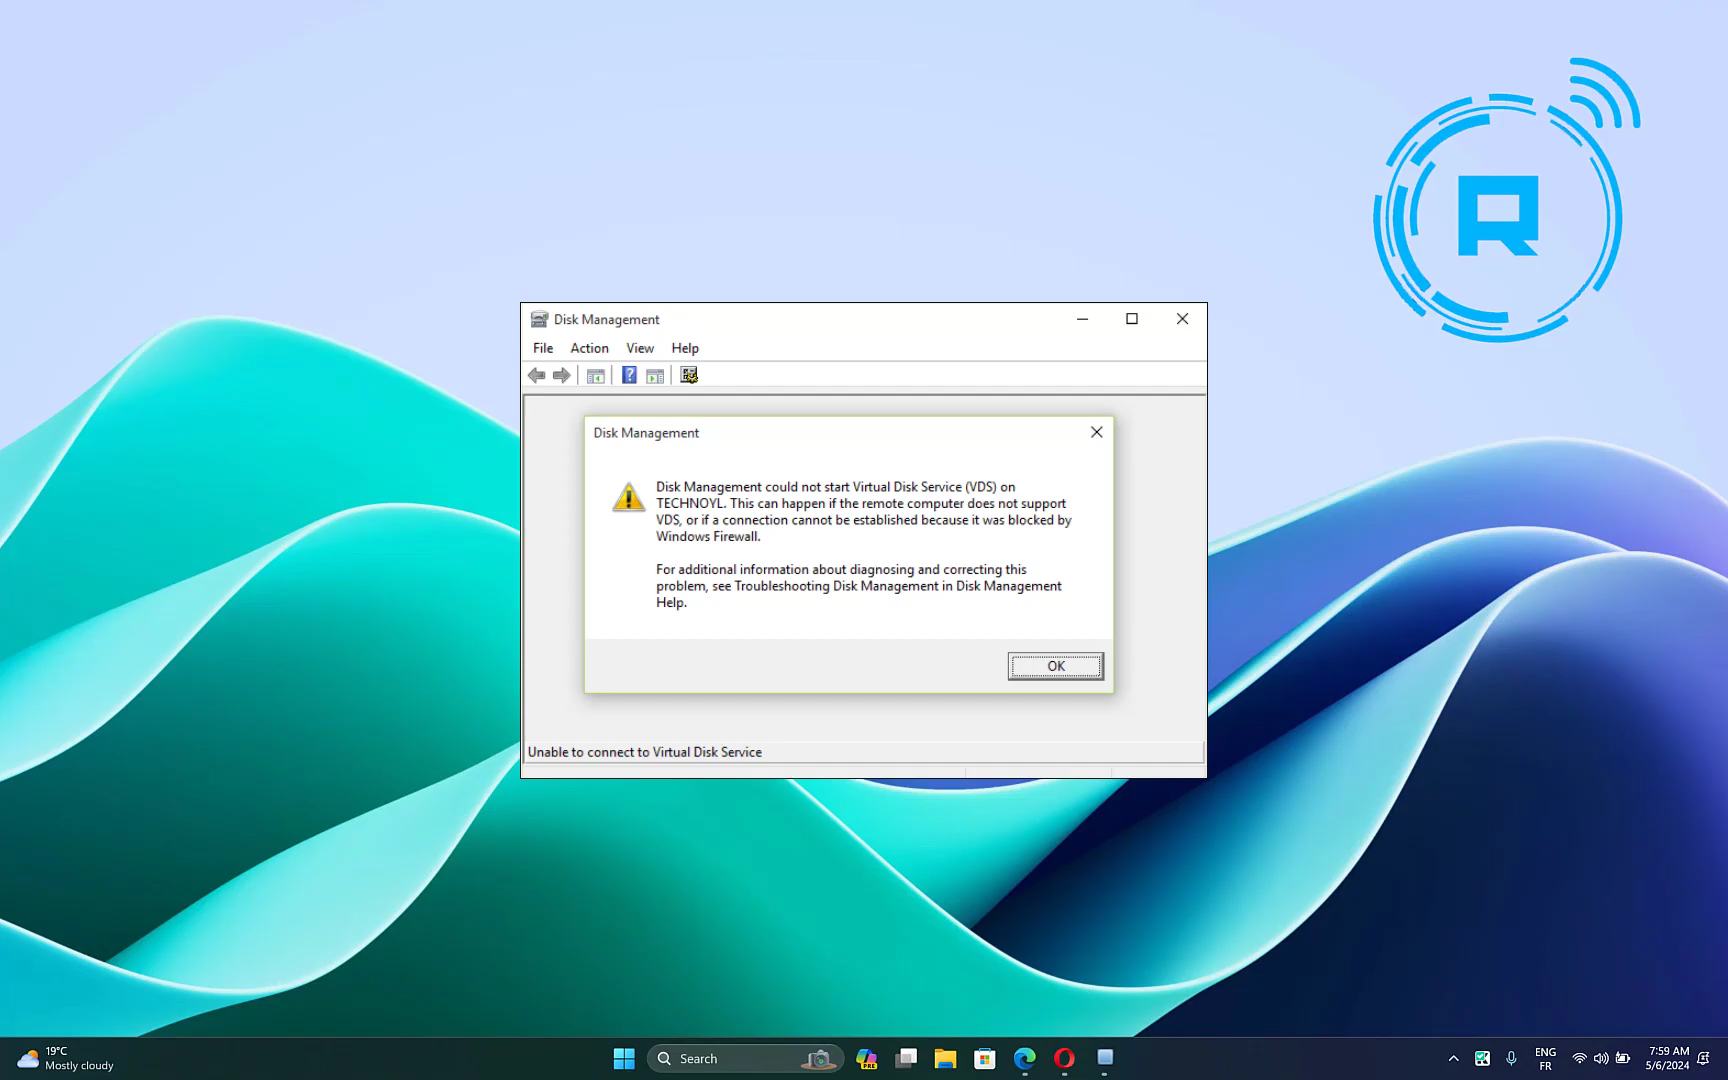 R
Disk Management
File Action View Help
Disk Management
Disk Management could not start Virtual Disk Service (VDS) on
TECHNOYL. This can happen if the remote computer does not support
VDS, or if a connection cannot be established because it was blocked by
Windows Firewall.
For additional information about diagnosing and correcting this
problem, see Troubleshooting Disk Management in Disk Management
Help.
OK
Unable to connect to Virtual Disk Service
19°C
Mostly cloudy
Search
PRE
ENG
FR
7:59 AM
5/6/2024